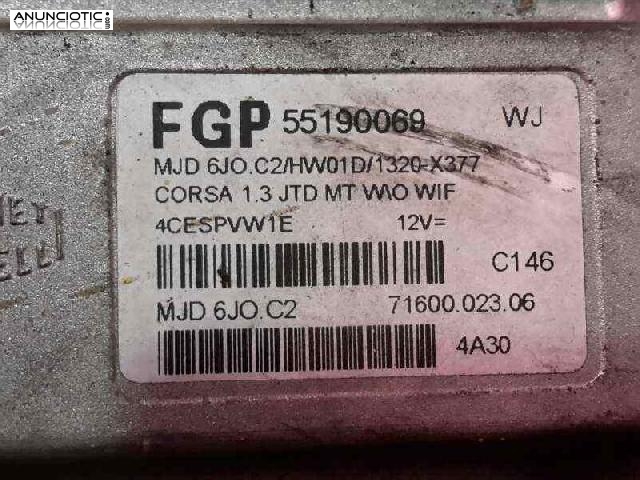 ANUNCIOTIC
.com
FGP 55190069 WJ
MJD 6JO.C2/HW01D/1320-X377
CORSA 1.3 JTD MT W\O WIF
4CESPVW1E 12V=
C146
MJD 6JO.C2 71600.023.06
4A30